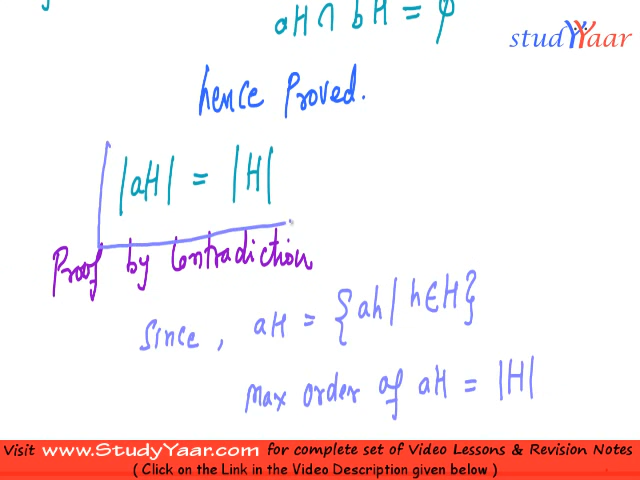 aH ∩ bH = φ
studYYaar
hence Proved.
|aH| = |H|
Proof by Contradiction
Since, aH = {ah / h∈H}
Max order of aH = |H|
Visit www.StudyYaar.com for complete set of Video Lessons & Revision Notes
( Click on the Link in the Video Description given below )